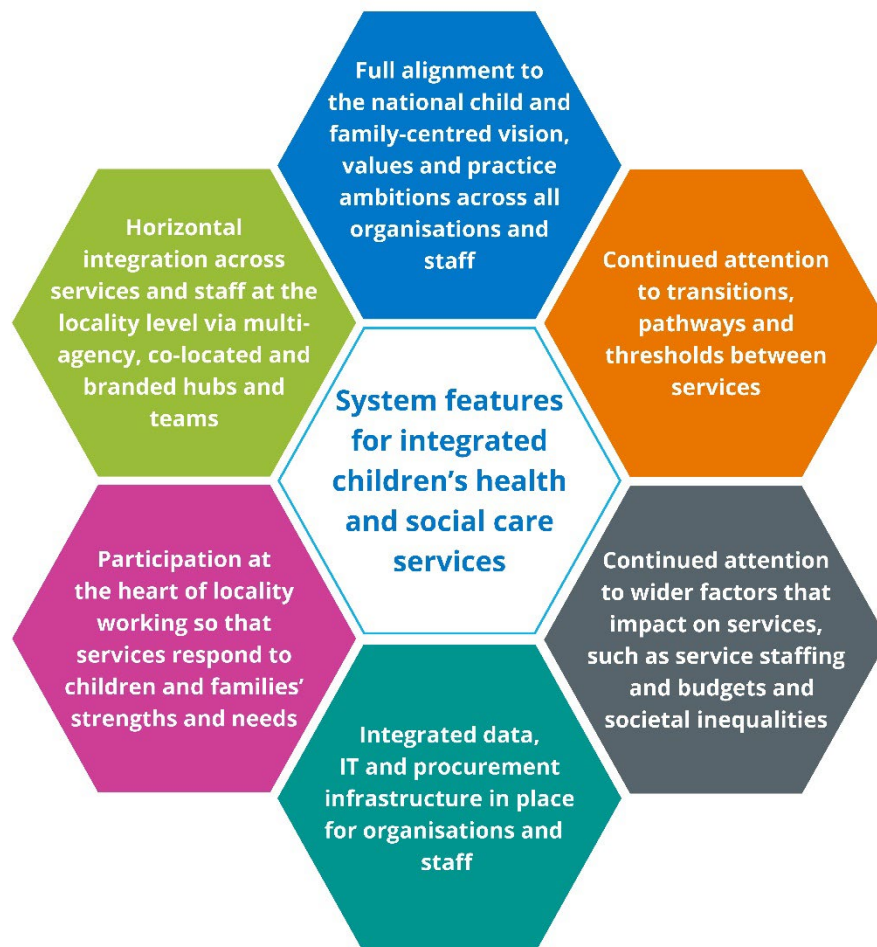 Full alignment to
the national child and
family-centred vision,
values and practice
ambitions across all
organisations and
staff
Horizontal
integration across
services and staff at the
locality level via multi-
agency, co-located and
branded hubs and
teams
Continued attention
to transitions,
pathways and
thresholds between
services
System features
for integrated
children’s health
and social care
services
Participation at
the heart of locality
working so that
services respond to
children and families’
strengths and needs
Continued attention
to wider factors that
impact on services,
such as service staffing
and budgets and
societal inequalities
Integrated data,
IT and procurement
infrastructure in place
for organisations and
staff